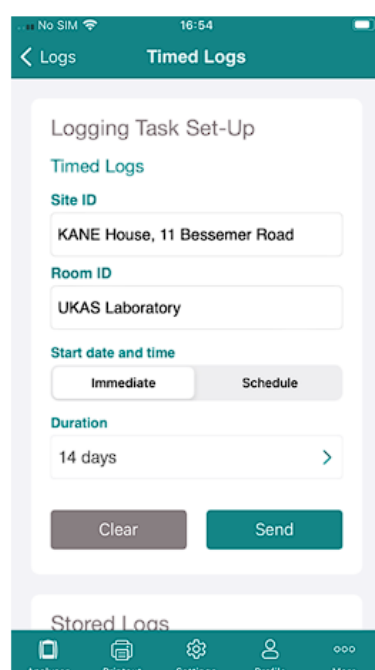 No SIM 16:54
Logs Timed Logs
Logging Task Set-Up
Timed Logs
Site ID
KANE House, 11 Bessemer Road
Room ID
UKAS Laboratory
Start date and time
Immediate Schedule
Duration
14 days
Clear Send
Stored Logs